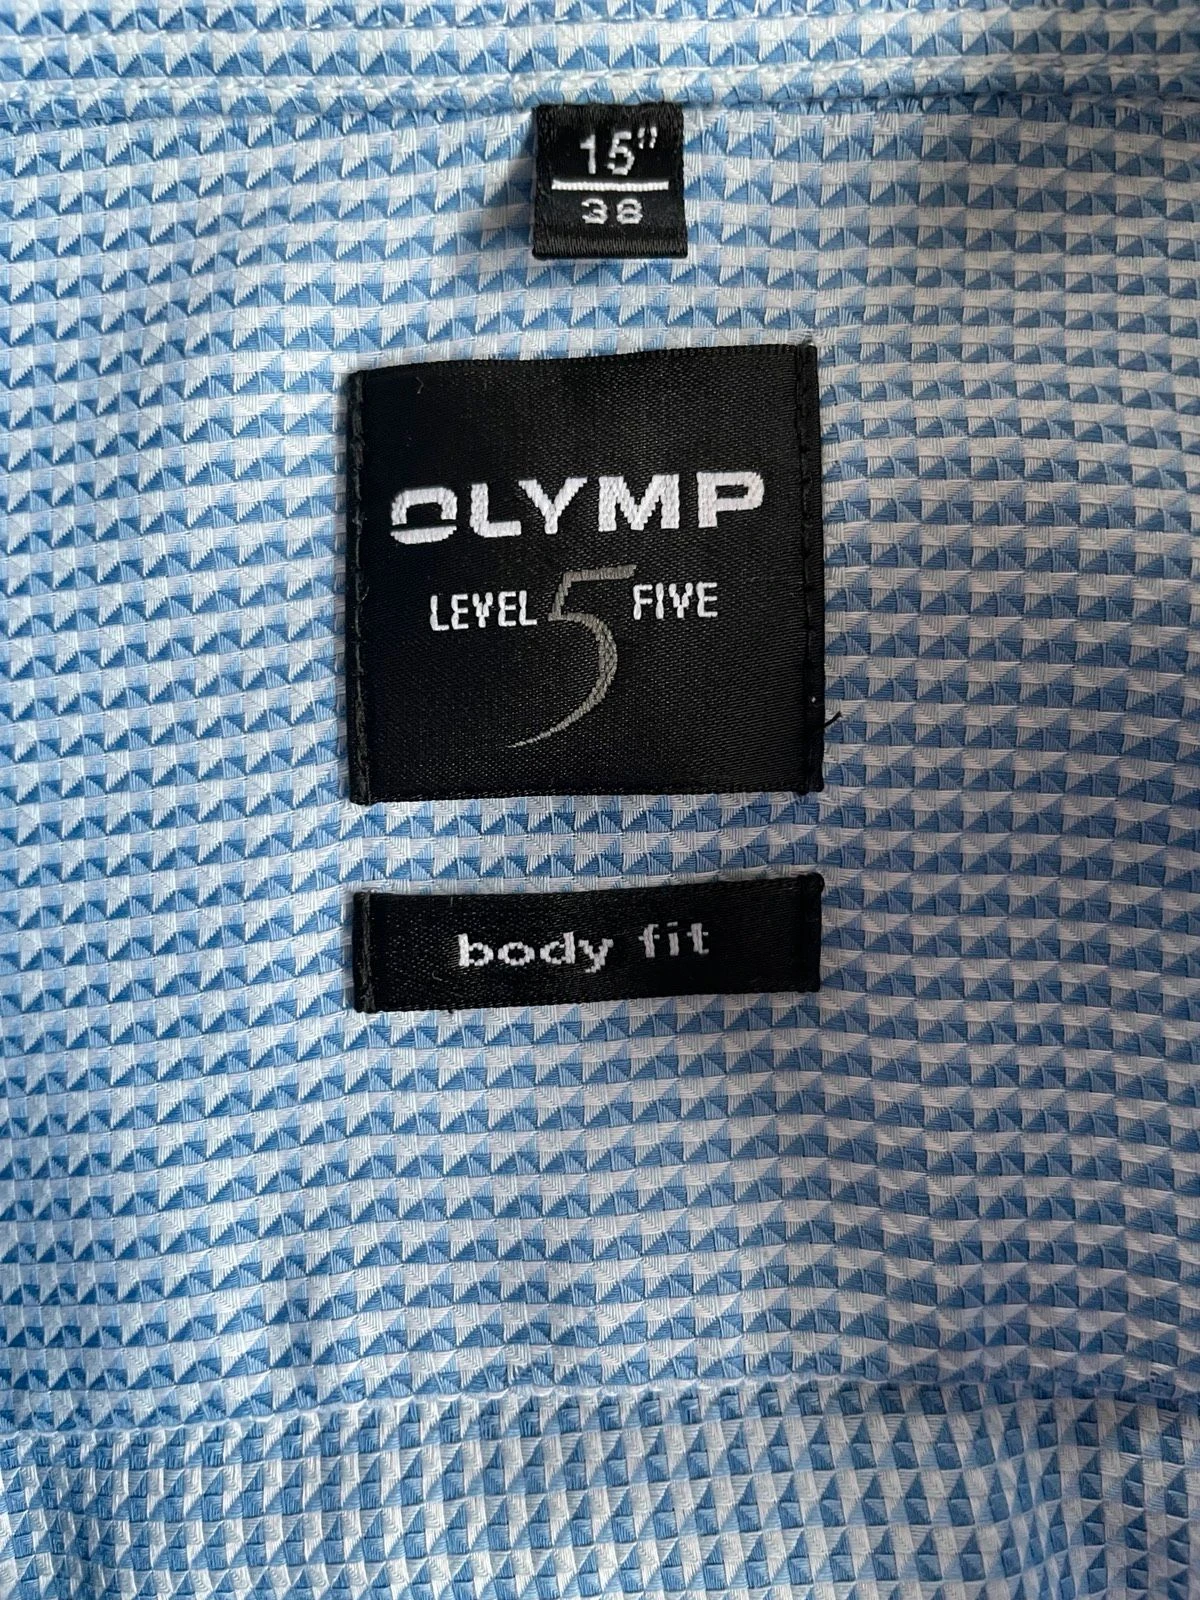 15"
38
OLYMP
LEVEL 5 FIVE
body fit